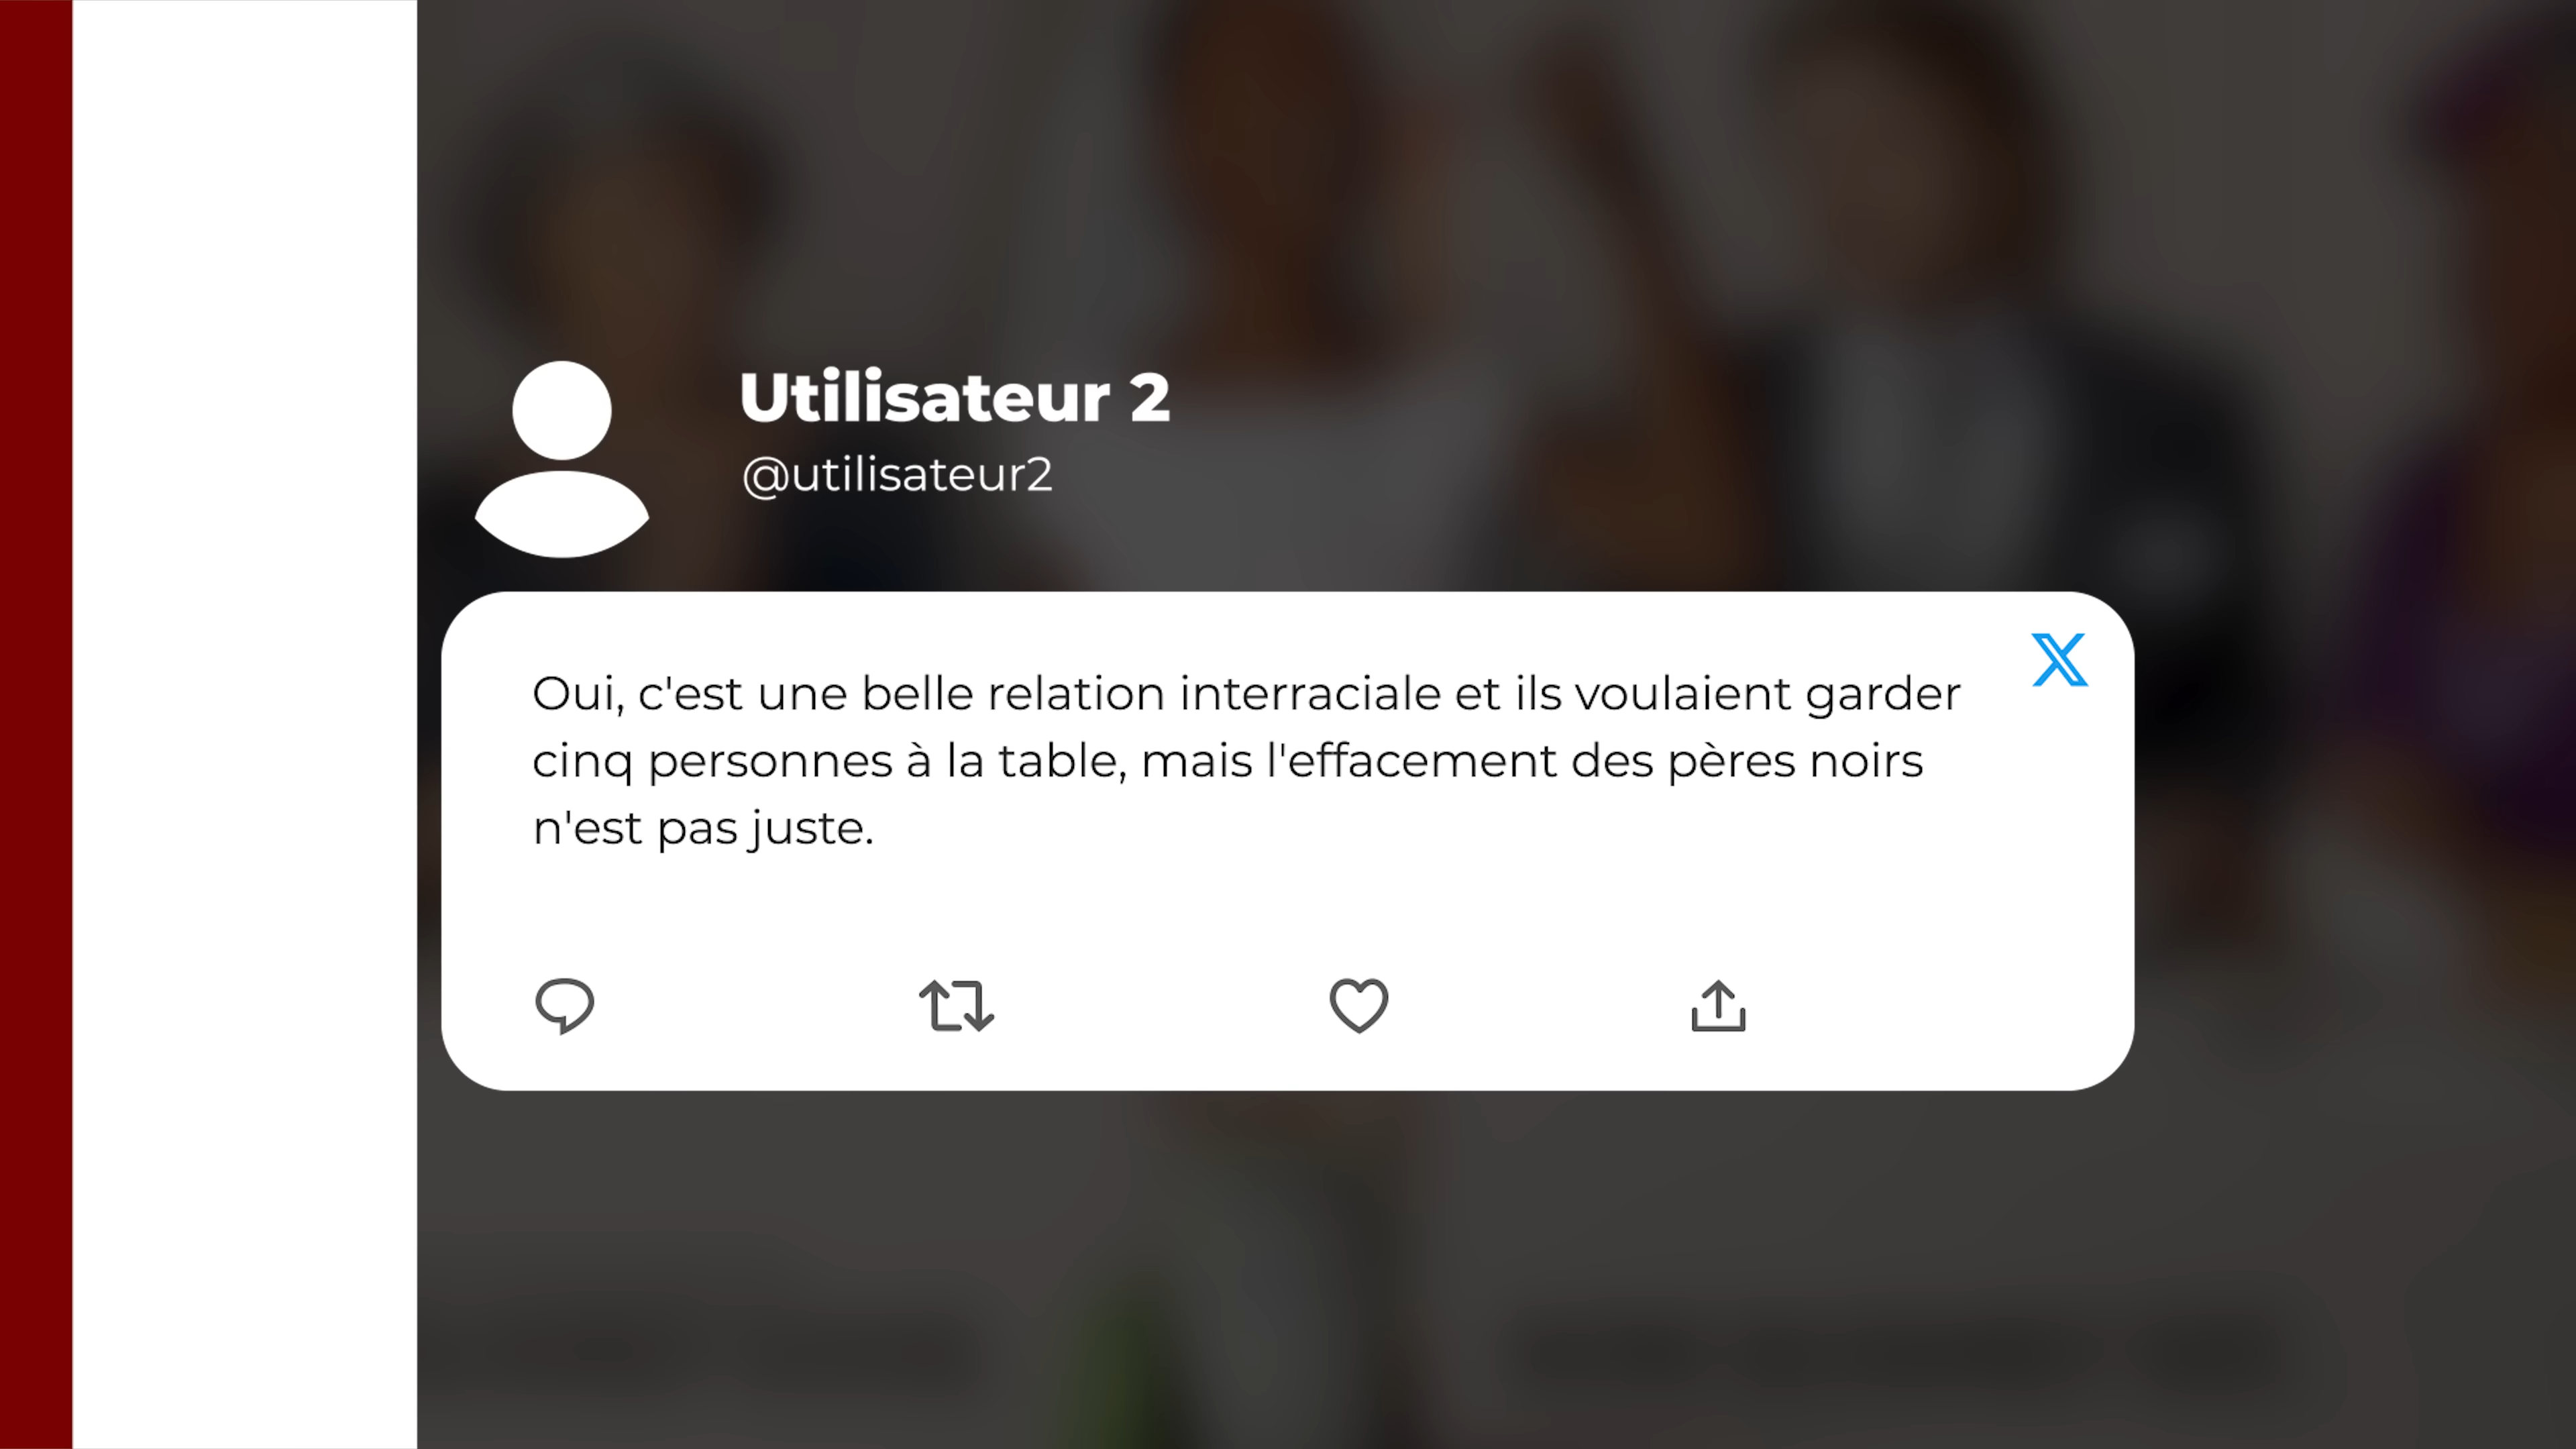 Utilisateur 2
@utilisateur2
Oui, c'est une belle relation interraciale et ils voulaient garder
cinq personnes à la table, mais l'effacement des pères noirs
n'est pas juste.